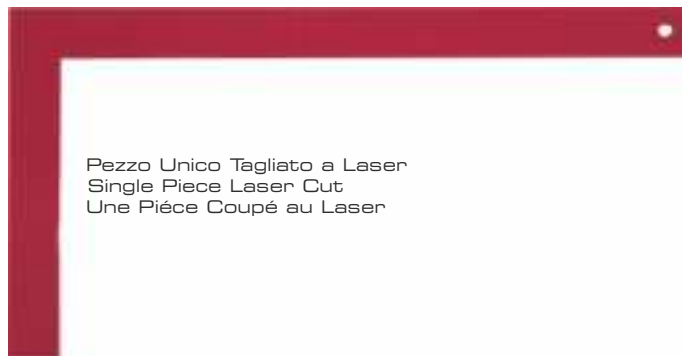 Pezzo Unico Tagliato a Laser
Single Piece Laser Cut
Une Piéce Coupé au Laser